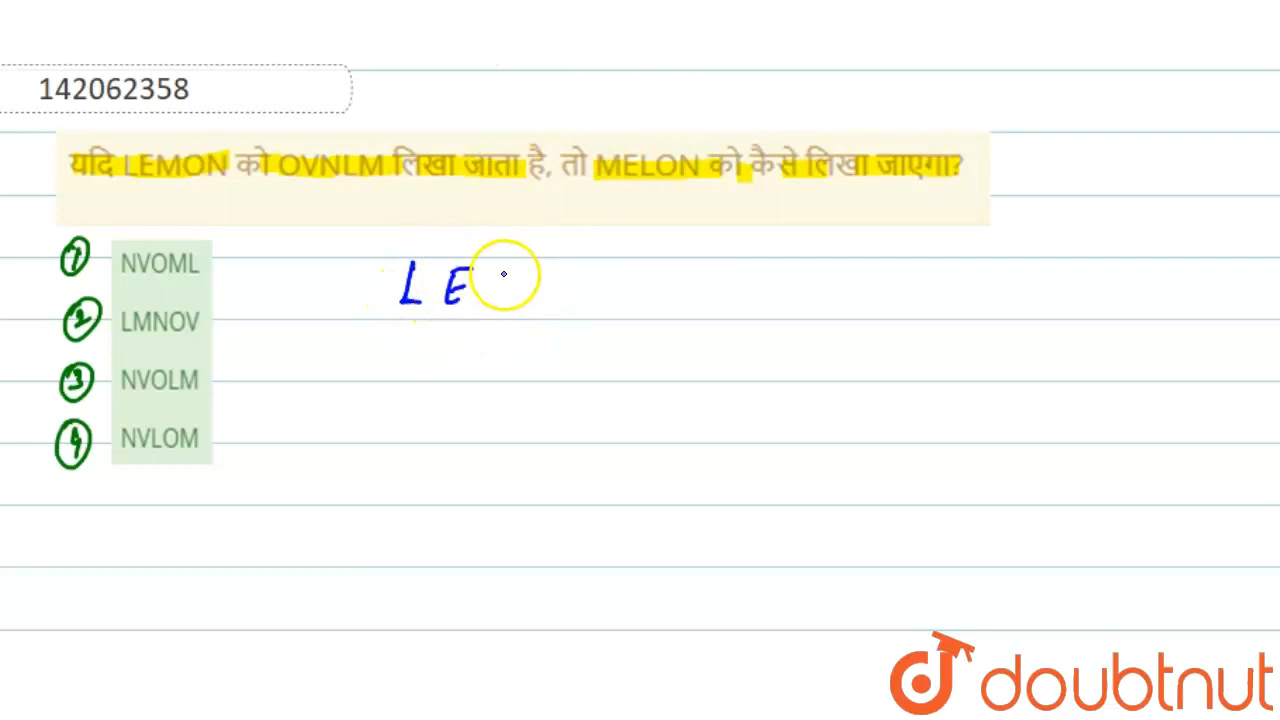 142062358
यदि LEMON को OVNLM लिखा जाता है, तो MELON को कैसे लिखा जाएगा?
① NVOML
② LMNOV
③ NVOLM
④ NVLOM
L E
doubtnut